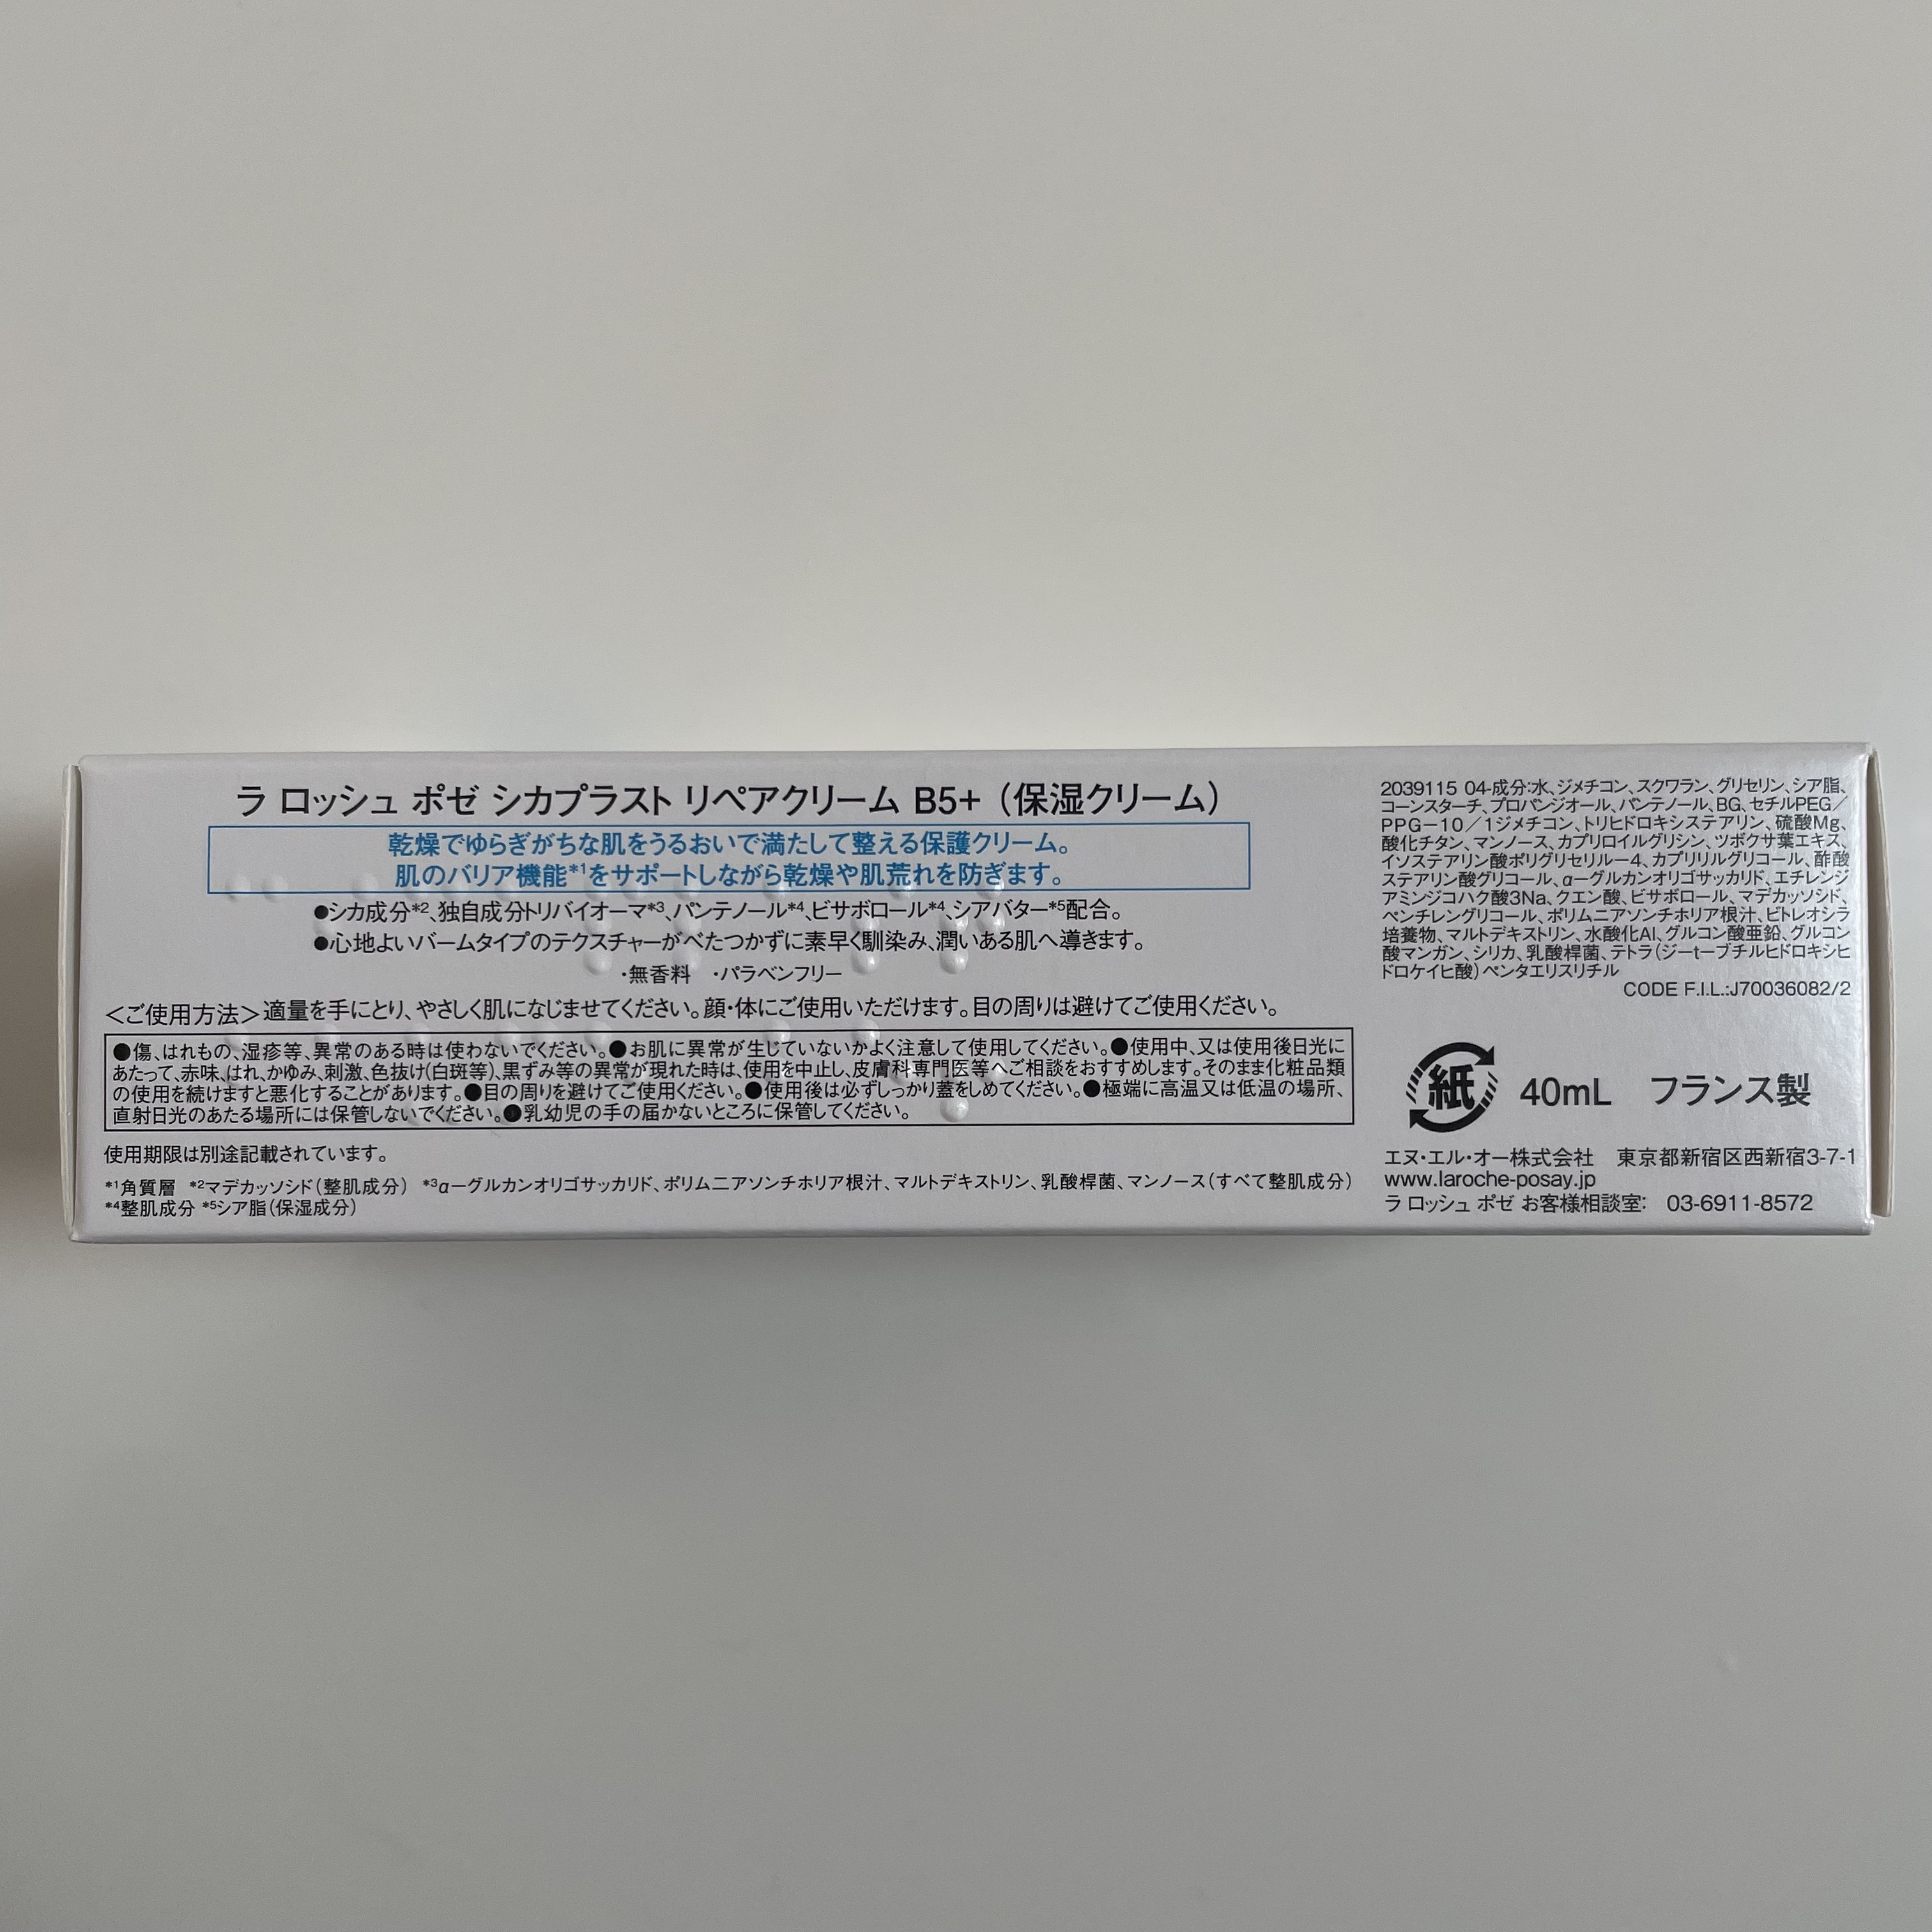 ラ ロッシュ ポゼ シカプラスト リペアクリーム B5+（保湿クリーム）
乾燥でゆらぎがちな肌をうるおいで満たして整える保護クリーム。
肌のバリア機能*1をサポートしながら乾燥や肌荒れを防ぎます。
●シカ成分*2、独自成分トリバイオーマ*3、パンテノール*4、ビサボロール*4、シアバター*5配合。
●心地よいバームタイプのテクスチャーがべたつかずに素早く馴染み、潤いある肌へ導きます。
・無香料　・パラベンフリー
＜ご使用方法＞適量を手にとり、やさしく肌になじませてください。顔・体にご使用いただけます。目の周りは避けてご使用ください。
●傷、はれもの、湿疹等、異常のある時は使わないでください。●お肌に異常が生じていないかよく注意して使用してください。●使用中、又は使用後日光に
あたって、赤味、はれ、かゆみ、刺激、色抜け（白斑等）、黒ずみ等の異常が現れた時は、使用を中止し、皮膚科専門医等へご相談をおすすめします。そのまま化粧品類
の使用を続けますと悪化することがあります。●目の周りを避けてご使用ください。●使用後は必ずしっかり蓋をしめてください。●極端に高温又は低温の場所、
直射日光のあたる場所には保管しないでください。●乳幼児の手の届かないところに保管してください。
使用期限は別途記載されています。
*1角質層　*2マデカッソシド（整肌成分）　*3α－グルカンオリゴサッカリド、ポリムニアソンチホリア根汁、マルトデキストリン、乳酸桿菌、マンノース（すべて整肌成分）
*4整肌成分 *5シア脂（保湿成分）
2039115 04-成分：水、ジメチコン、スクワラン、グリセリン、シア脂、
コーンスターチ、プロパンジオール、パンテノール、BG、セチルPEG／
PPG－10／1ジメチコン、トリヒドロキシステアリン、硫酸Mg、
酸化チタン、マンノース、カプリロイルグリシン、ツボクサ葉エキス、
イソステアリン酸ポリグリセリル－4、カプリリルグリコール、酢酸
ステアリン酸グリコール、α－グルカンオリゴサッカリド、エチレンジ
アミンジコハク酸3Na、クエン酸、ビサボロール、マデカッソシド、
ペンチレングリコール、ポリムニアソンチホリア根汁、ビトレオシラ
培養物、マルトデキストリン、水酸化Al、グルコン酸亜鉛、グルコン
酸マンガン、シリカ、乳酸桿菌、テトラ（ジーt－ブチルヒドロキシヒ
ドロケイヒ酸）ペンタエリスリチル
CODE F.I.L.:J70036082/2
紙　40mL　フランス製
エヌ・エル・オー株式会社　東京都新宿区西新宿3-7-1
www.laroche-posay.jp
ラ ロッシュ ポゼ お客様相談室：　03-6911-8572